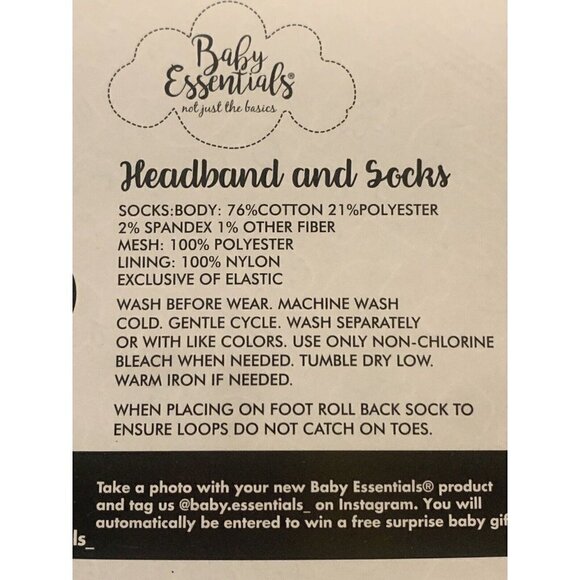 Baby
Essentials®
not just the basics
Headband and Socks
SOCKS:BODY: 76%COTTON 21%POLYESTER
2% SPANDEX 1% OTHER FIBER
MESH: 100% POLYESTER
LINING: 100% NYLON
EXCLUSIVE OF ELASTIC
WASH BEFORE WEAR. MACHINE WASH
COLD. GENTLE CYCLE. WASH SEPARATELY
OR WITH LIKE COLORS. USE ONLY NON-CHLORINE
BLEACH WHEN NEEDED. TUMBLE DRY LOW.
WARM IRON IF NEEDED.
WHEN PLACING ON FOOT ROLL BACK SOCK TO
ENSURE LOOPS DO NOT CATCH ON TOES.
Take a photo with your new Baby Essentials® product
and tag us @baby.essentials_ on Instagram. You will
automatically be entered to win a free surprise baby gif
ls_